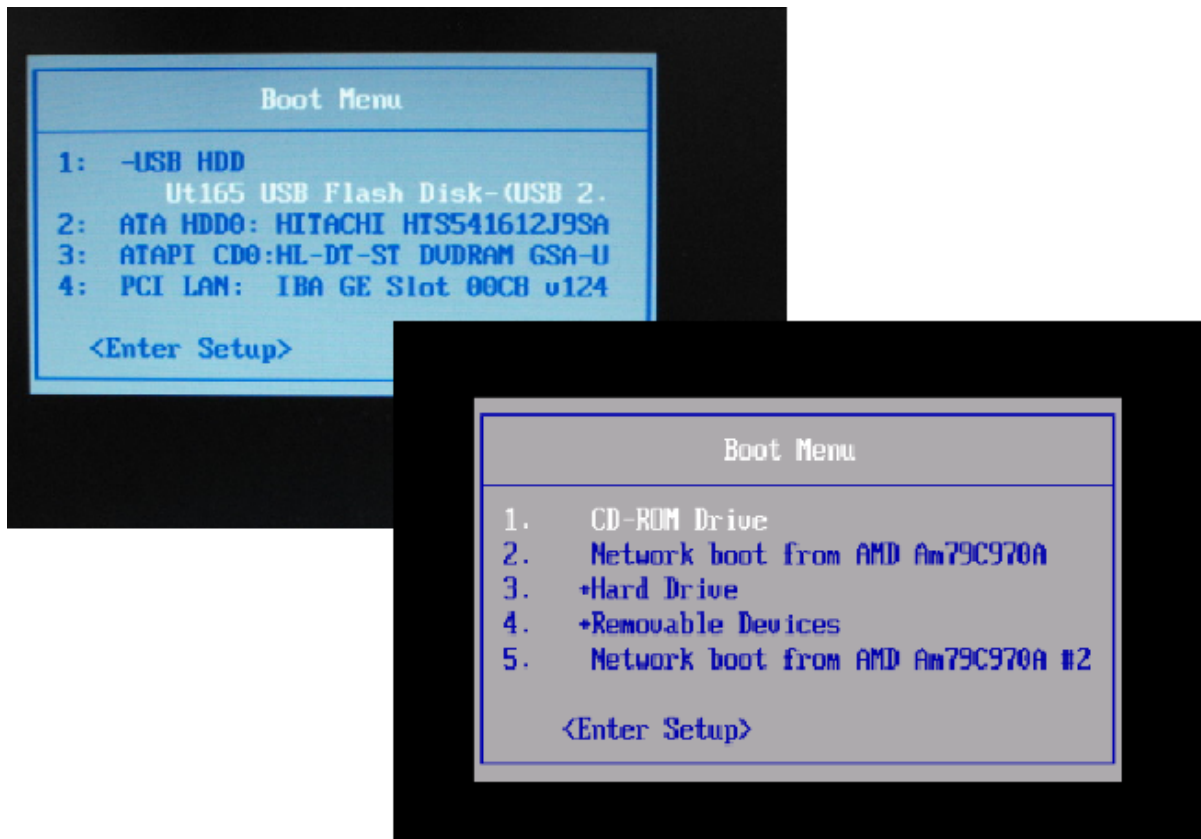 Boot Menu
1: -USB HDD
Ut165 USB Flash Disk-(USB 2.
2: ATA HDD0: HITACHI HTS541612J9SA
3: ATAPI CD0:HL-DT-ST DVDRAM GSA-U
4: PCI LAN: IBA GE Slot 00C8 v124
<Enter Setup>
Boot Menu
1. CD-ROM Drive
2. Network boot from AMD Am79C970A
3. +Hard Drive
4. +Removable Devices
5. Network boot from AMD Am79C970A #2
<Enter Setup>